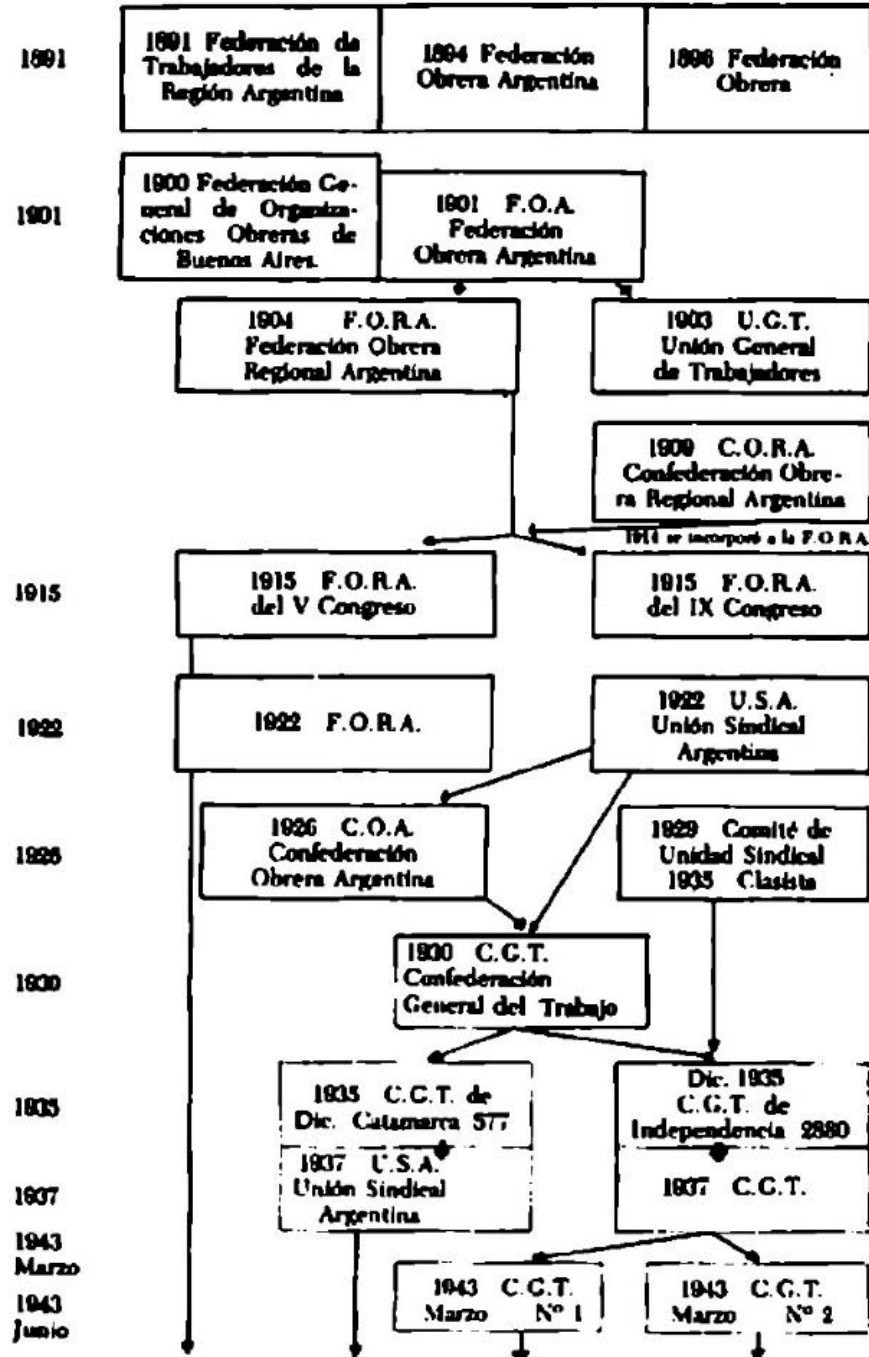 1891
1891 Federación de
Trabajadores de la
Región Argentina
1894 Federación
Obrera Argentina
1896 Federación
Obrera
1901
1900 Federación Ge-
neral de Organiza-
ciones Obreras de
Buenos Aires.
1901 F.O.A.
Federación
Obrera Argentina
1904 F.O.R.A.
Federación Obrera
Regional Argentina
1903 U.G.T.
Unión General
de Trabajadores
1909 C.O.R.A.
Confederación Obre-
ra Regional Argentina
1914 se incorporó a la F.O.R.A.
1915
1915 F.O.R.A.
del V Congreso
1915 F.O.R.A.
del IX Congreso
1922
1922 F.O.R.A.
1922 U.S.A.
Unión Sindical
Argentina
1926
1926 C.O.A.
Confederación
Obrera Argentina
1929 Comité de
Unidad Sindical
1935 Clasista
1930
1930 C.G.T.
Confederación
General del Trabajo
1935
1935 C.G.T. de
Dic. Catamarca 577
Dic. 1935
C.G.T. de
Independencia 2880
1937
1937 U.S.A.
Unión Sindical
Argentina
1937 C.G.T.
1943
Marzo
1943
Junio
1943 C.G.T.
Marzo Nº 1
1943 C.G.T.
Marzo Nº 2